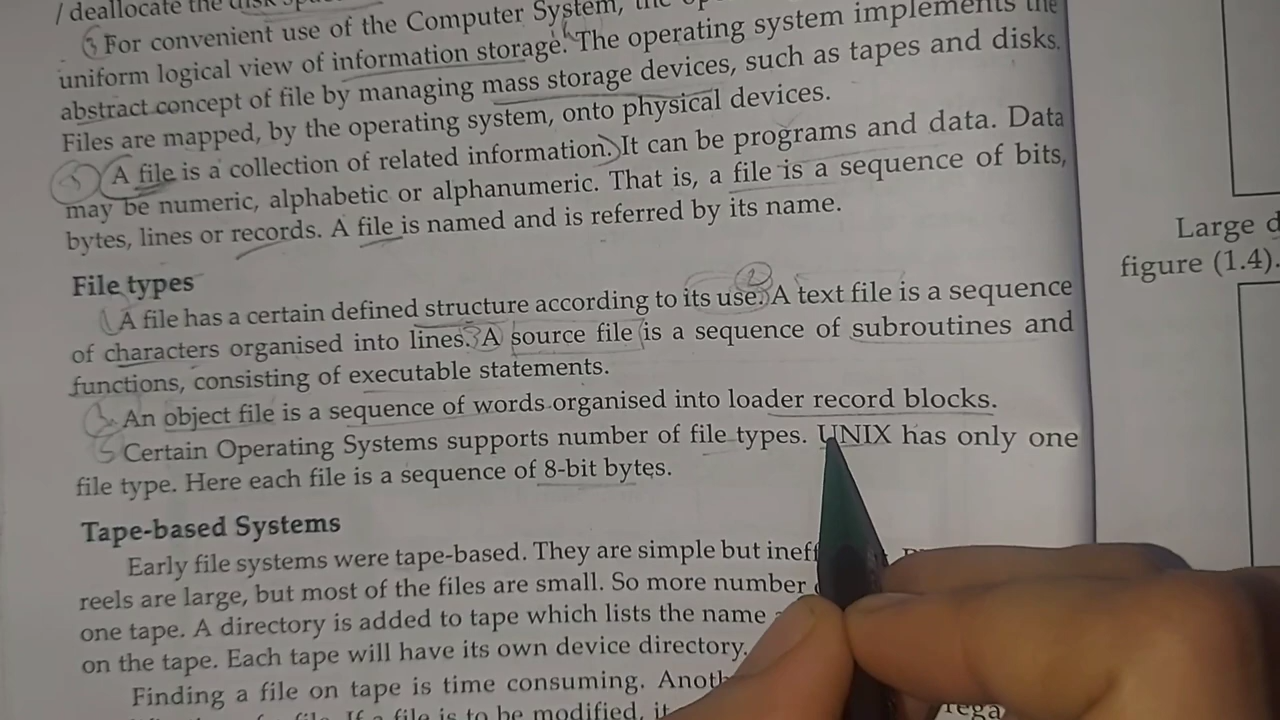 / deallocate the disk
For convenient use of the Computer System, the
uniform logical view of information storage. The operating system implements the
abstract concept of file by managing mass storage devices, such as tapes and disks.
Files are mapped, by the operating system, onto physical devices.
A file is a collection of related information. It can be programs and data. Data
may be numeric, alphabetic or alphanumeric. That is, a file is a sequence of bits,
bytes, lines or records. A file is named and is referred by its name.
File types
A file has a certain defined structure according to its use. A text file is a sequence
of characters organised into lines. A source file is a sequence of subroutines and
functions, consisting of executable statements.
An object file is a sequence of words organised into loader record blocks.
Certain Operating Systems supports number of file types. UNIX has only one
file type. Here each file is a sequence of 8-bit bytes.
Tape-based Systems
Early file systems were tape-based. They are simple but
reels are large, but most of the files are small. So more number
one tape. A directory is added to tape which lists the name
on the tape. Each tape will have its own device directory.
Finding a file on tape is time consuming.
If a file is to be modified, it
Large
figure (1.4).